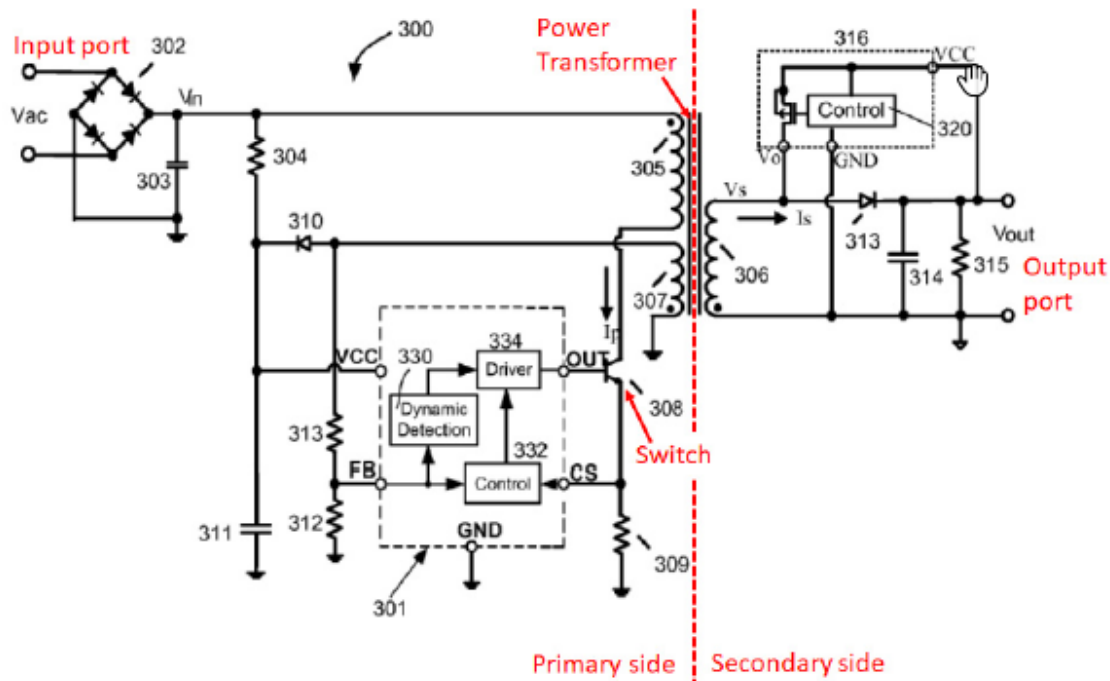 300
Power
Transformer
Input port
302
316
VCC
Vin
Vac
Control
320
304
303
305
Vo
GND
Vs
Is
310
313
Vout
314
315
306
307
Output
port
Ip
334
VCC
330
Driver
OUT
308
Dynamic
Detection
Switch
313
332
FB
Control
CS
311
312
GND
309
301
Primary side
Secondary side